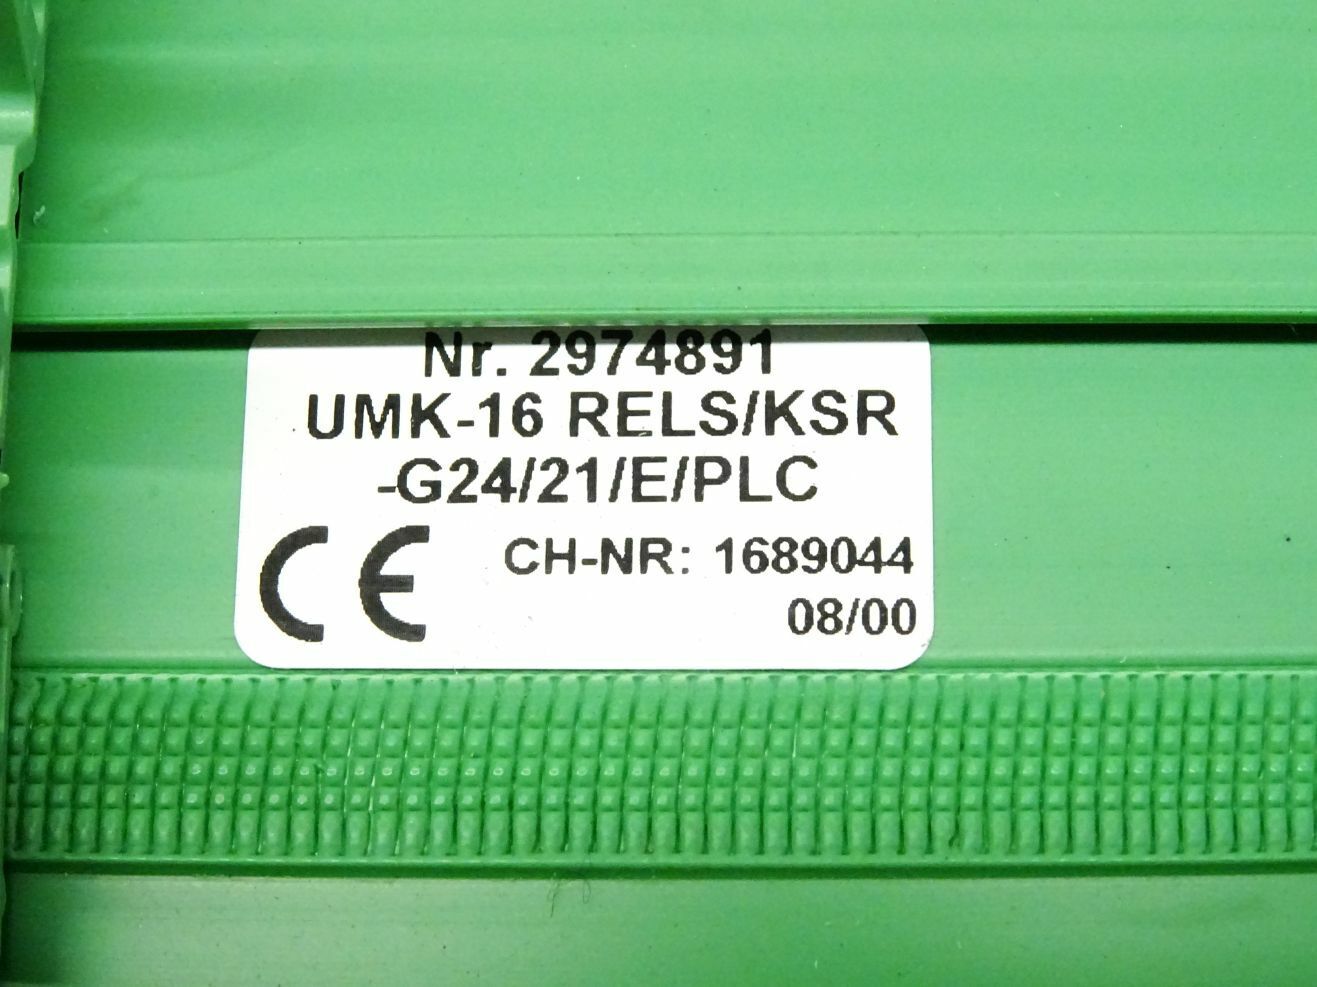 Nr. 2974891
UMK-16 RELS/KSR
-G24/21/E/PLC
CE CH-NR: 1689044
08/00